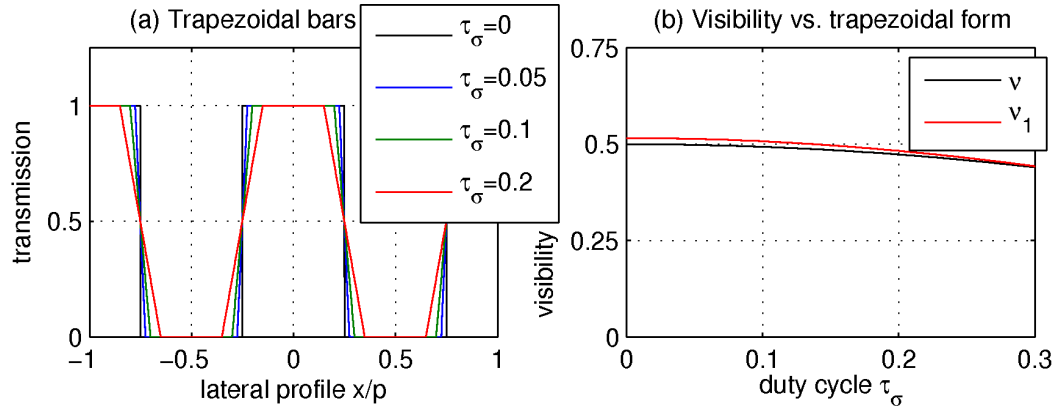 (a) Trapezoidal bars
τσ=0
τσ=0.05
τσ=0.1
τσ=0.2
transmission
1
0.5
0
−1
−0.5
0
0.5
1
lateral profile x/p
(b) Visibility vs. trapezoidal form
ν
ν1
visibility
0.75
0.5
0.25
0
0
0.1
0.2
0.3
duty cycle τσ